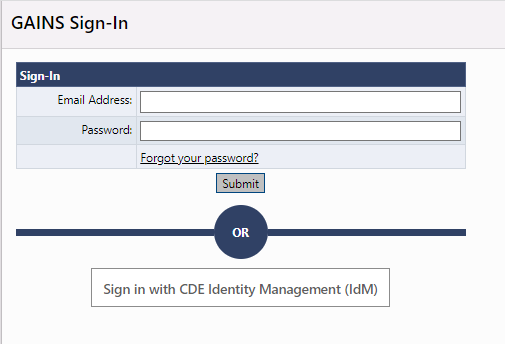 GAINS Sign-In
Sign-In
Email Address:
Password:
Forgot your password?
Submit
OR
Sign in with CDE Identity Management (IdM)